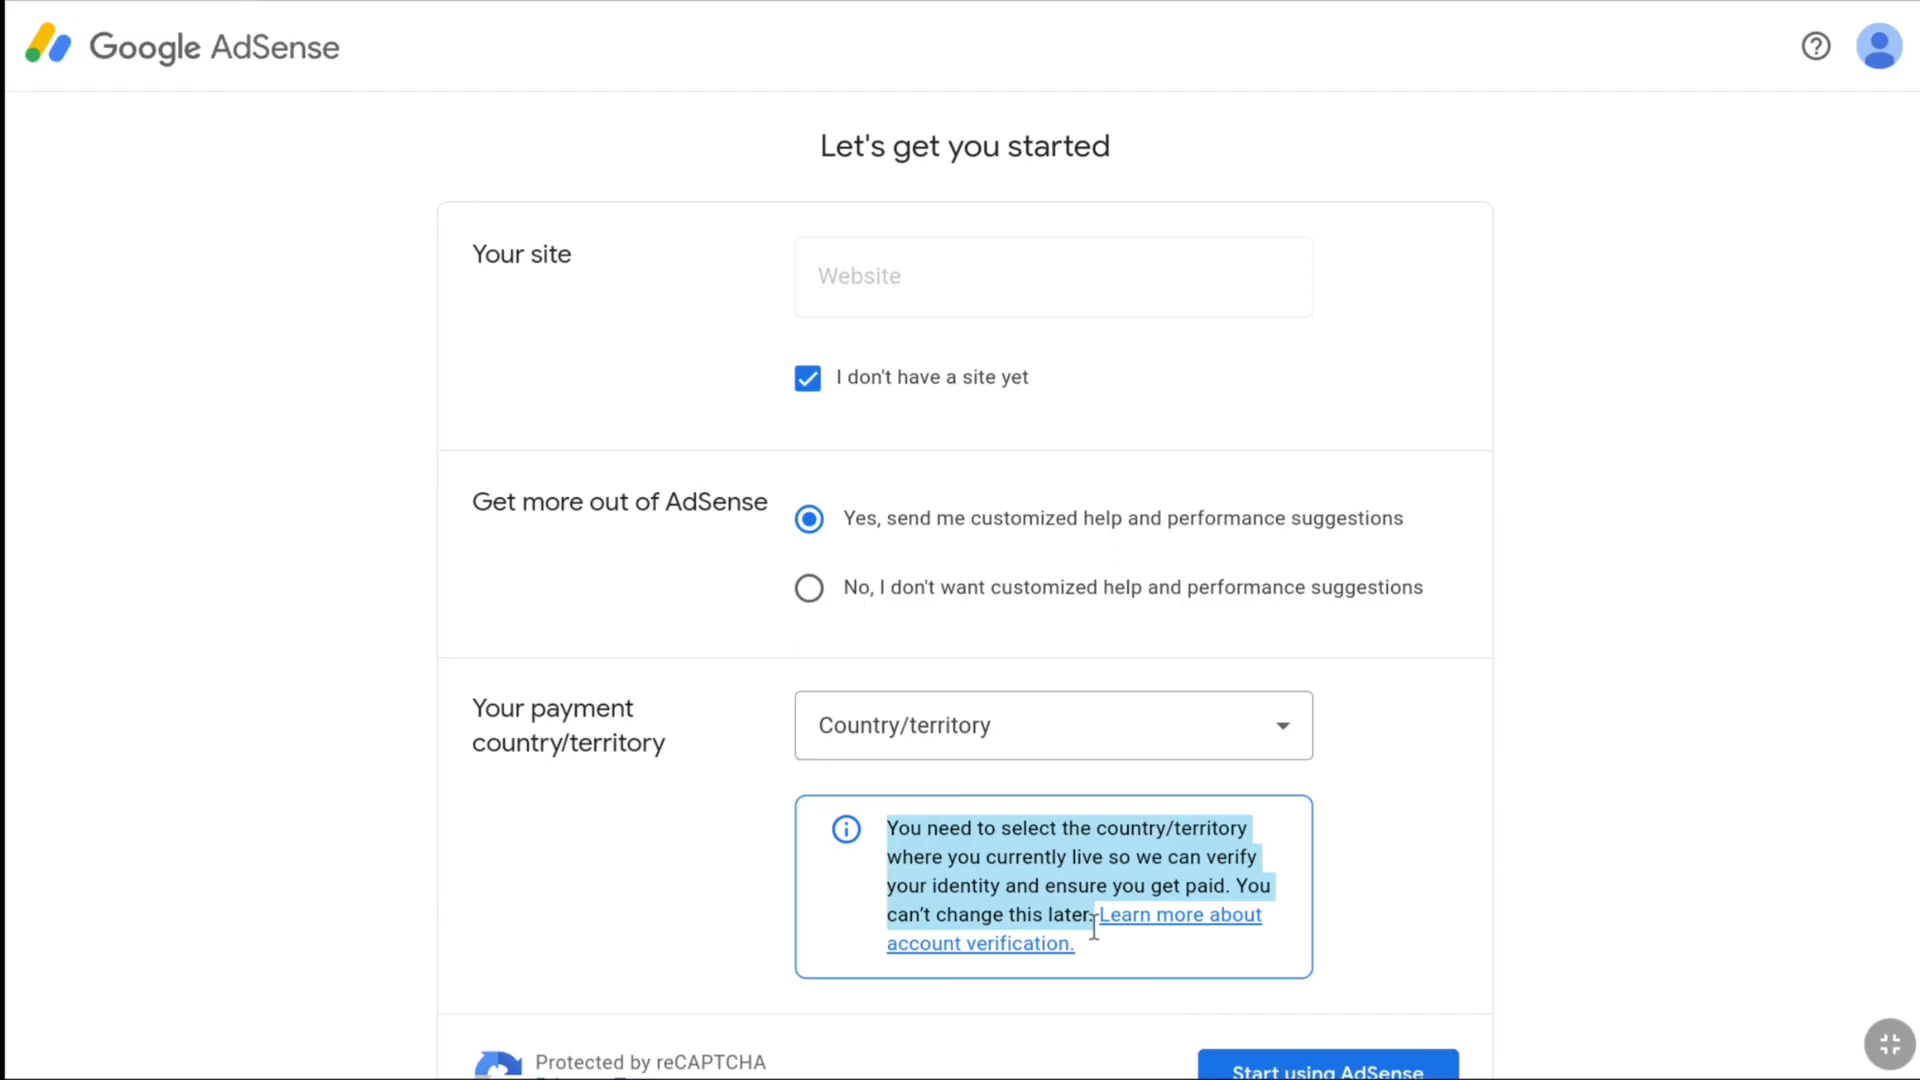 Google AdSense
Let's get you started
Your site
Website
I don't have a site yet
Get more out of AdSense
Yes, send me customized help and performance suggestions
No, I don't want customized help and performance suggestions
Your payment
country/territory
Country/territory
You need to select the country/territory
where you currently live so we can verify
your identity and ensure you get paid. You
can’t change this later. Learn more about
account verification.
Protected by reCAPTCHA
Start using AdSense